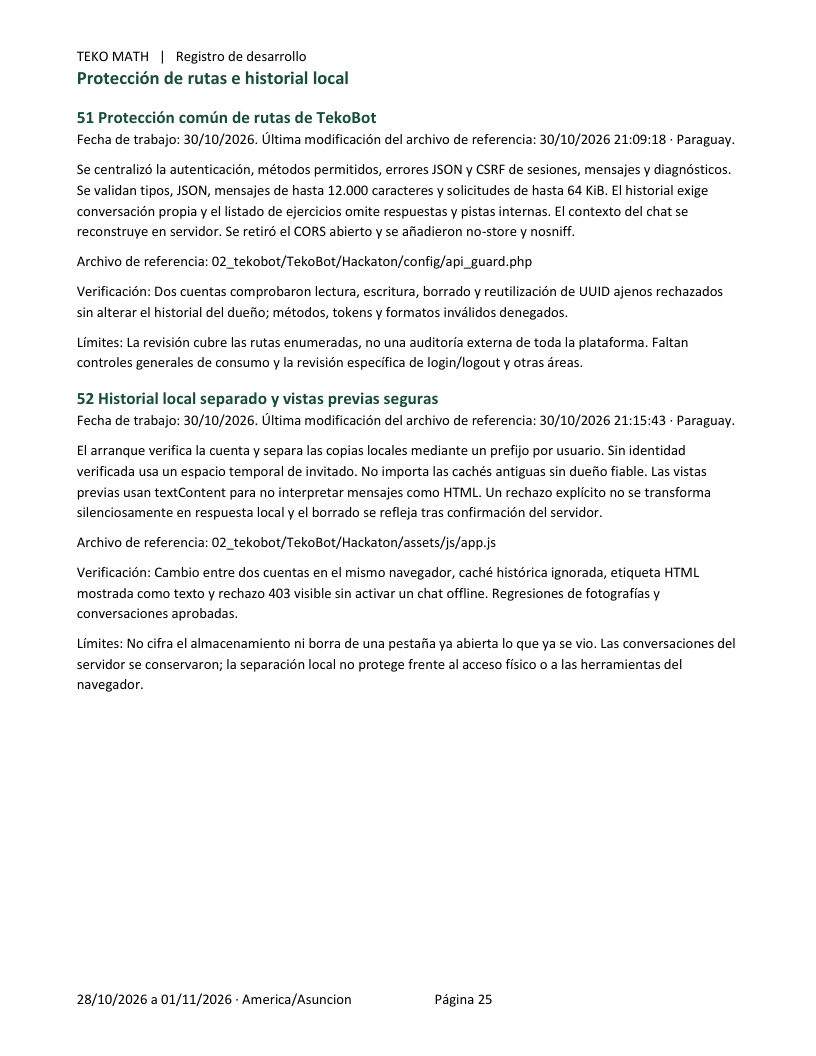 TEKO MATH | Registro de desarrollo
Protección de rutas e historial local
51 Protección común de rutas de TekoBot
Fecha de trabajo: 30/10/2026. Última modificación del archivo de referencia: 30/10/2026 21:09:18 · Paraguay.
Se centralizó la autenticación, métodos permitidos, errores JSON y CSRF de sesiones, mensajes y diagnósticos.
Se validan tipos, JSON, mensajes de hasta 12.000 caracteres y solicitudes de hasta 64 KiB. El historial exige
conversación propia y el listado de ejercicios omite respuestas y pistas internas. El contexto del chat se
reconstruye en servidor. Se retiró el CORS abierto y se añadieron no-store y nosniff.
Archivo de referencia: 02_tekobot/TekoBot/Hackaton/config/api_guard.php
Verificación: Dos cuentas comprobaron lectura, escritura, borrado y reutilización de UUID ajenos rechazados
sin alterar el historial del dueño; métodos, tokens y formatos inválidos denegados.
Límites: La revisión cubre las rutas enumeradas, no una auditoría externa de toda la plataforma. Faltan
controles generales de consumo y la revisión específica de login/logout y otras áreas.
52 Historial local separado y vistas previas seguras
Fecha de trabajo: 30/10/2026. Última modificación del archivo de referencia: 30/10/2026 21:15:43 · Paraguay.
El arranque verifica la cuenta y separa las copias locales mediante un prefijo por usuario. Sin identidad
verificada usa un espacio temporal de invitado. No importa las cachés antiguas sin dueño fiable. Las vistas
previas usan textContent para no interpretar mensajes como HTML. Un rechazo explícito no se transforma
silenciosamente en respuesta local y el borrado se refleja tras confirmación del servidor.
Archivo de referencia: 02_tekobot/TekoBot/Hackaton/assets/js/app.js
Verificación: Cambio entre dos cuentas en el mismo navegador, caché histórica ignorada, etiqueta HTML
mostrada como texto y rechazo 403 visible sin activar un chat offline. Regresiones de fotografías y
conversaciones aprobadas.
Límites: No cifra el almacenamiento ni borra de una pestaña ya abierta lo que ya se vio. Las conversaciones del
servidor se conservaron; la separación local no protege frente al acceso físico o a las herramientas del
navegador.
28/10/2026 a 01/11/2026 · America/Asuncion Página 25